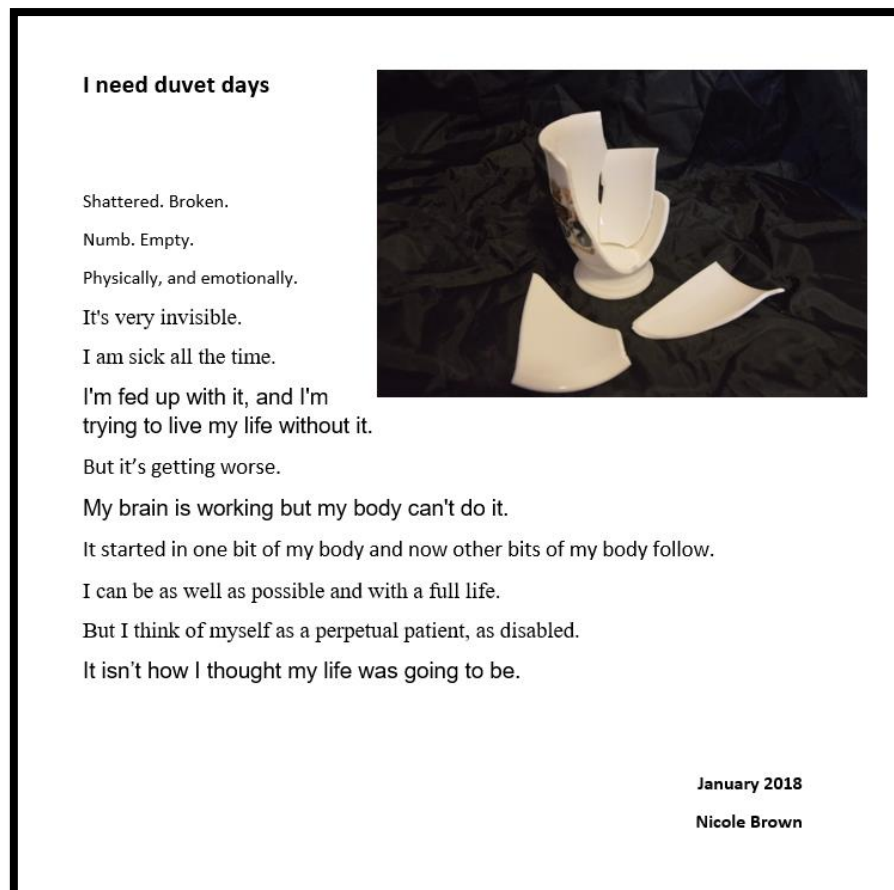 I need duvet days
Shattered. Broken.
Numb. Empty.
Physically, and emotionally.
It's very invisible.
I am sick all the time.
I'm fed up with it, and I'm
trying to live my life without it.
But it’s getting worse.
My brain is working but my body can't do it.
It started in one bit of my body and now other bits of my body follow.
I can be as well as possible and with a full life.
But I think of myself as a perpetual patient, as disabled.
It isn’t how I thought my life was going to be.
January 2018
Nicole Brown